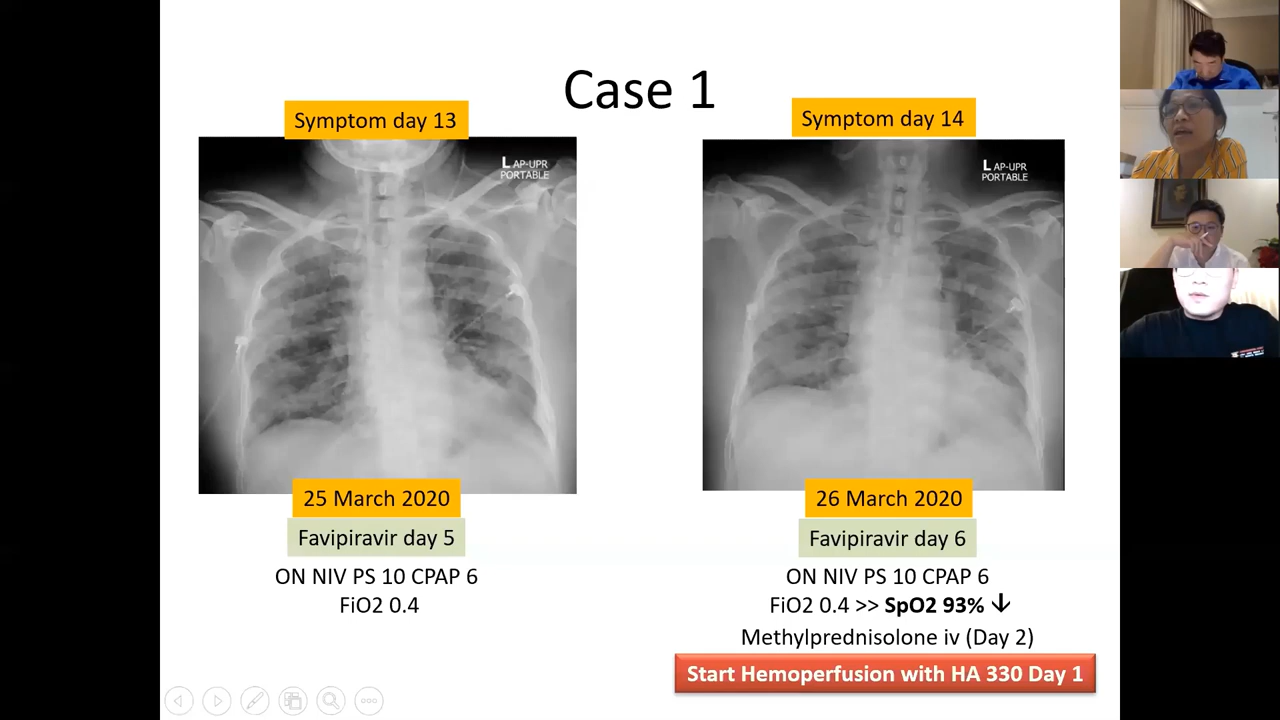 Case 1
Symptom day 13
L AP-UPR
PORTABLE
25 March 2020
Favipiravir day 5
ON NIV PS 10 CPAP 6
FiO2 0.4
Symptom day 14
L AP-UPR
PORTABLE
26 March 2020
Favipiravir day 6
ON NIV PS 10 CPAP 6
FiO2 0.4 >> SpO2 93% ↓
Methylprednisolone iv (Day 2)
Start Hemoperfusion with HA 330 Day 1